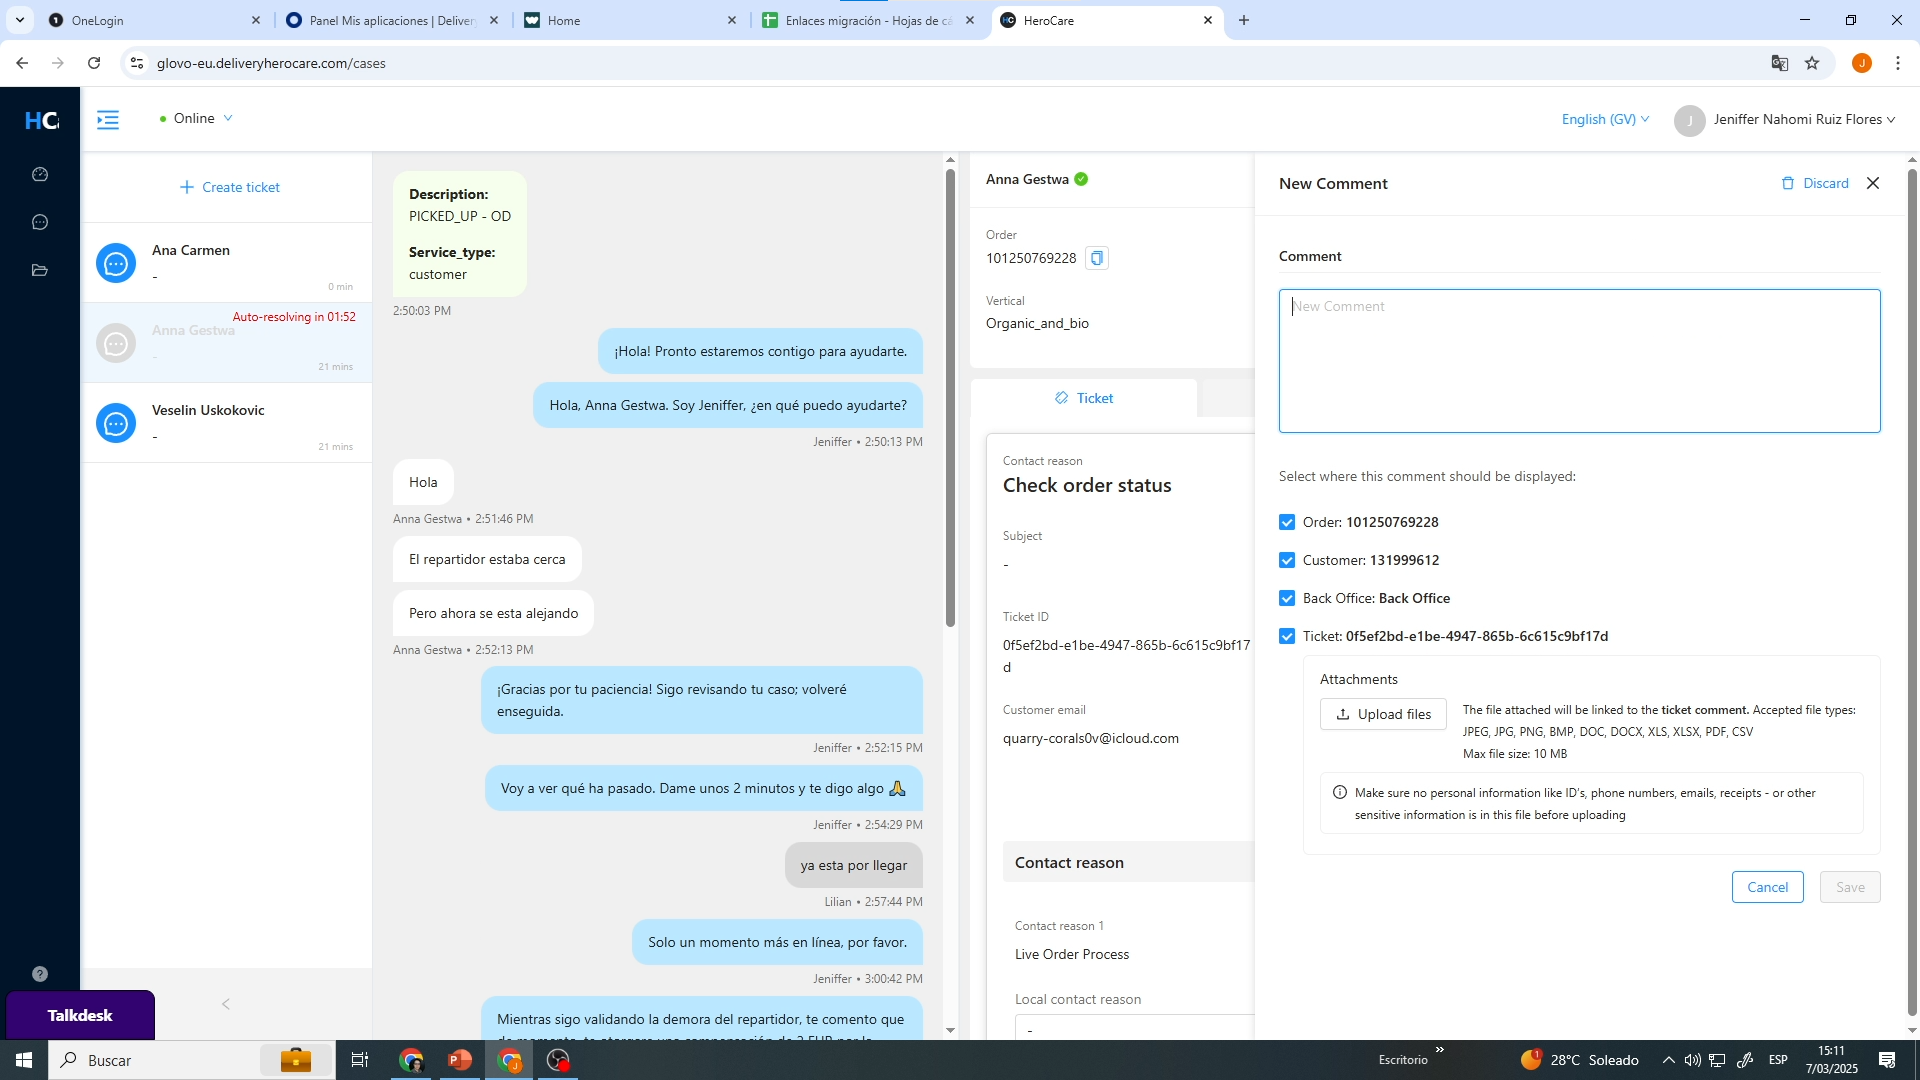 OneLogin
Panel Mis aplicaciones | Deliver
Home
Enlaces migración - Hojas de cá
HC
HeroCare
glovo-eu.deliveryherocare.com/cases
J
HC
Online
English (GV)
J
Jeniffer Nahomi Ruiz Flores
Create ticket
Ana Carmen
-
0 min
Auto-resolving in 01:52
Anna Gestwa
-
21 mins
Veselin Uskokovic
-
21 mins
Talkdesk
Description:
PICKED_UP - OD
Service_type:
customer
2:50:03 PM
¡Hola! Pronto estaremos contigo para ayudarte.
Hola, Anna Gestwa. Soy Jeniffer, ¿en qué puedo ayudarte?
Jeniffer • 2:50:13 PM
Hola
Anna Gestwa • 2:51:46 PM
El repartidor estaba cerca
Pero ahora se esta alejando
Anna Gestwa • 2:52:13 PM
¡Gracias por tu paciencia! Sigo revisando tu caso; volveré
enseguida.
Jeniffer • 2:52:15 PM
Voy a ver qué ha pasado. Dame unos 2 minutos y te digo algo 🙏
Jeniffer • 2:54:29 PM
ya esta por llegar
Lilian • 2:57:44 PM
Solo un momento más en línea, por favor.
Jeniffer • 3:00:42 PM
Mientras sigo validando la demora del repartidor, te comento que
Anna Gestwa
Order
101250769228
Vertical
Organic_and_bio
Ticket
Contact reason
Check order status
Subject
-
Ticket ID
0f5ef2bd-e1be-4947-865b-6c615c9bf17
d
Customer email
quarry-corals0v@icloud.com
Contact reason
Contact reason 1
Live Order Process
Local contact reason
-
New Comment
Discard
Comment
New Comment
Select where this comment should be displayed:
Order: 101250769228
Customer: 131999612
Back Office: Back Office
Ticket: 0f5ef2bd-e1be-4947-865b-6c615c9bf17d
Attachments
Upload files
The file attached will be linked to the ticket comment. Accepted file types:
JPEG, JPG, PNG, BMP, DOC, DOCX, XLS, XLSX, PDF, CSV
Max file size: 10 MB
Make sure no personal information like ID's, phone numbers, emails, receipts - or other
sensitive information is in this file before uploading
Cancel
Save
Buscar
Escritorio
28°C Soleado
ESP
15:11
7/03/2025